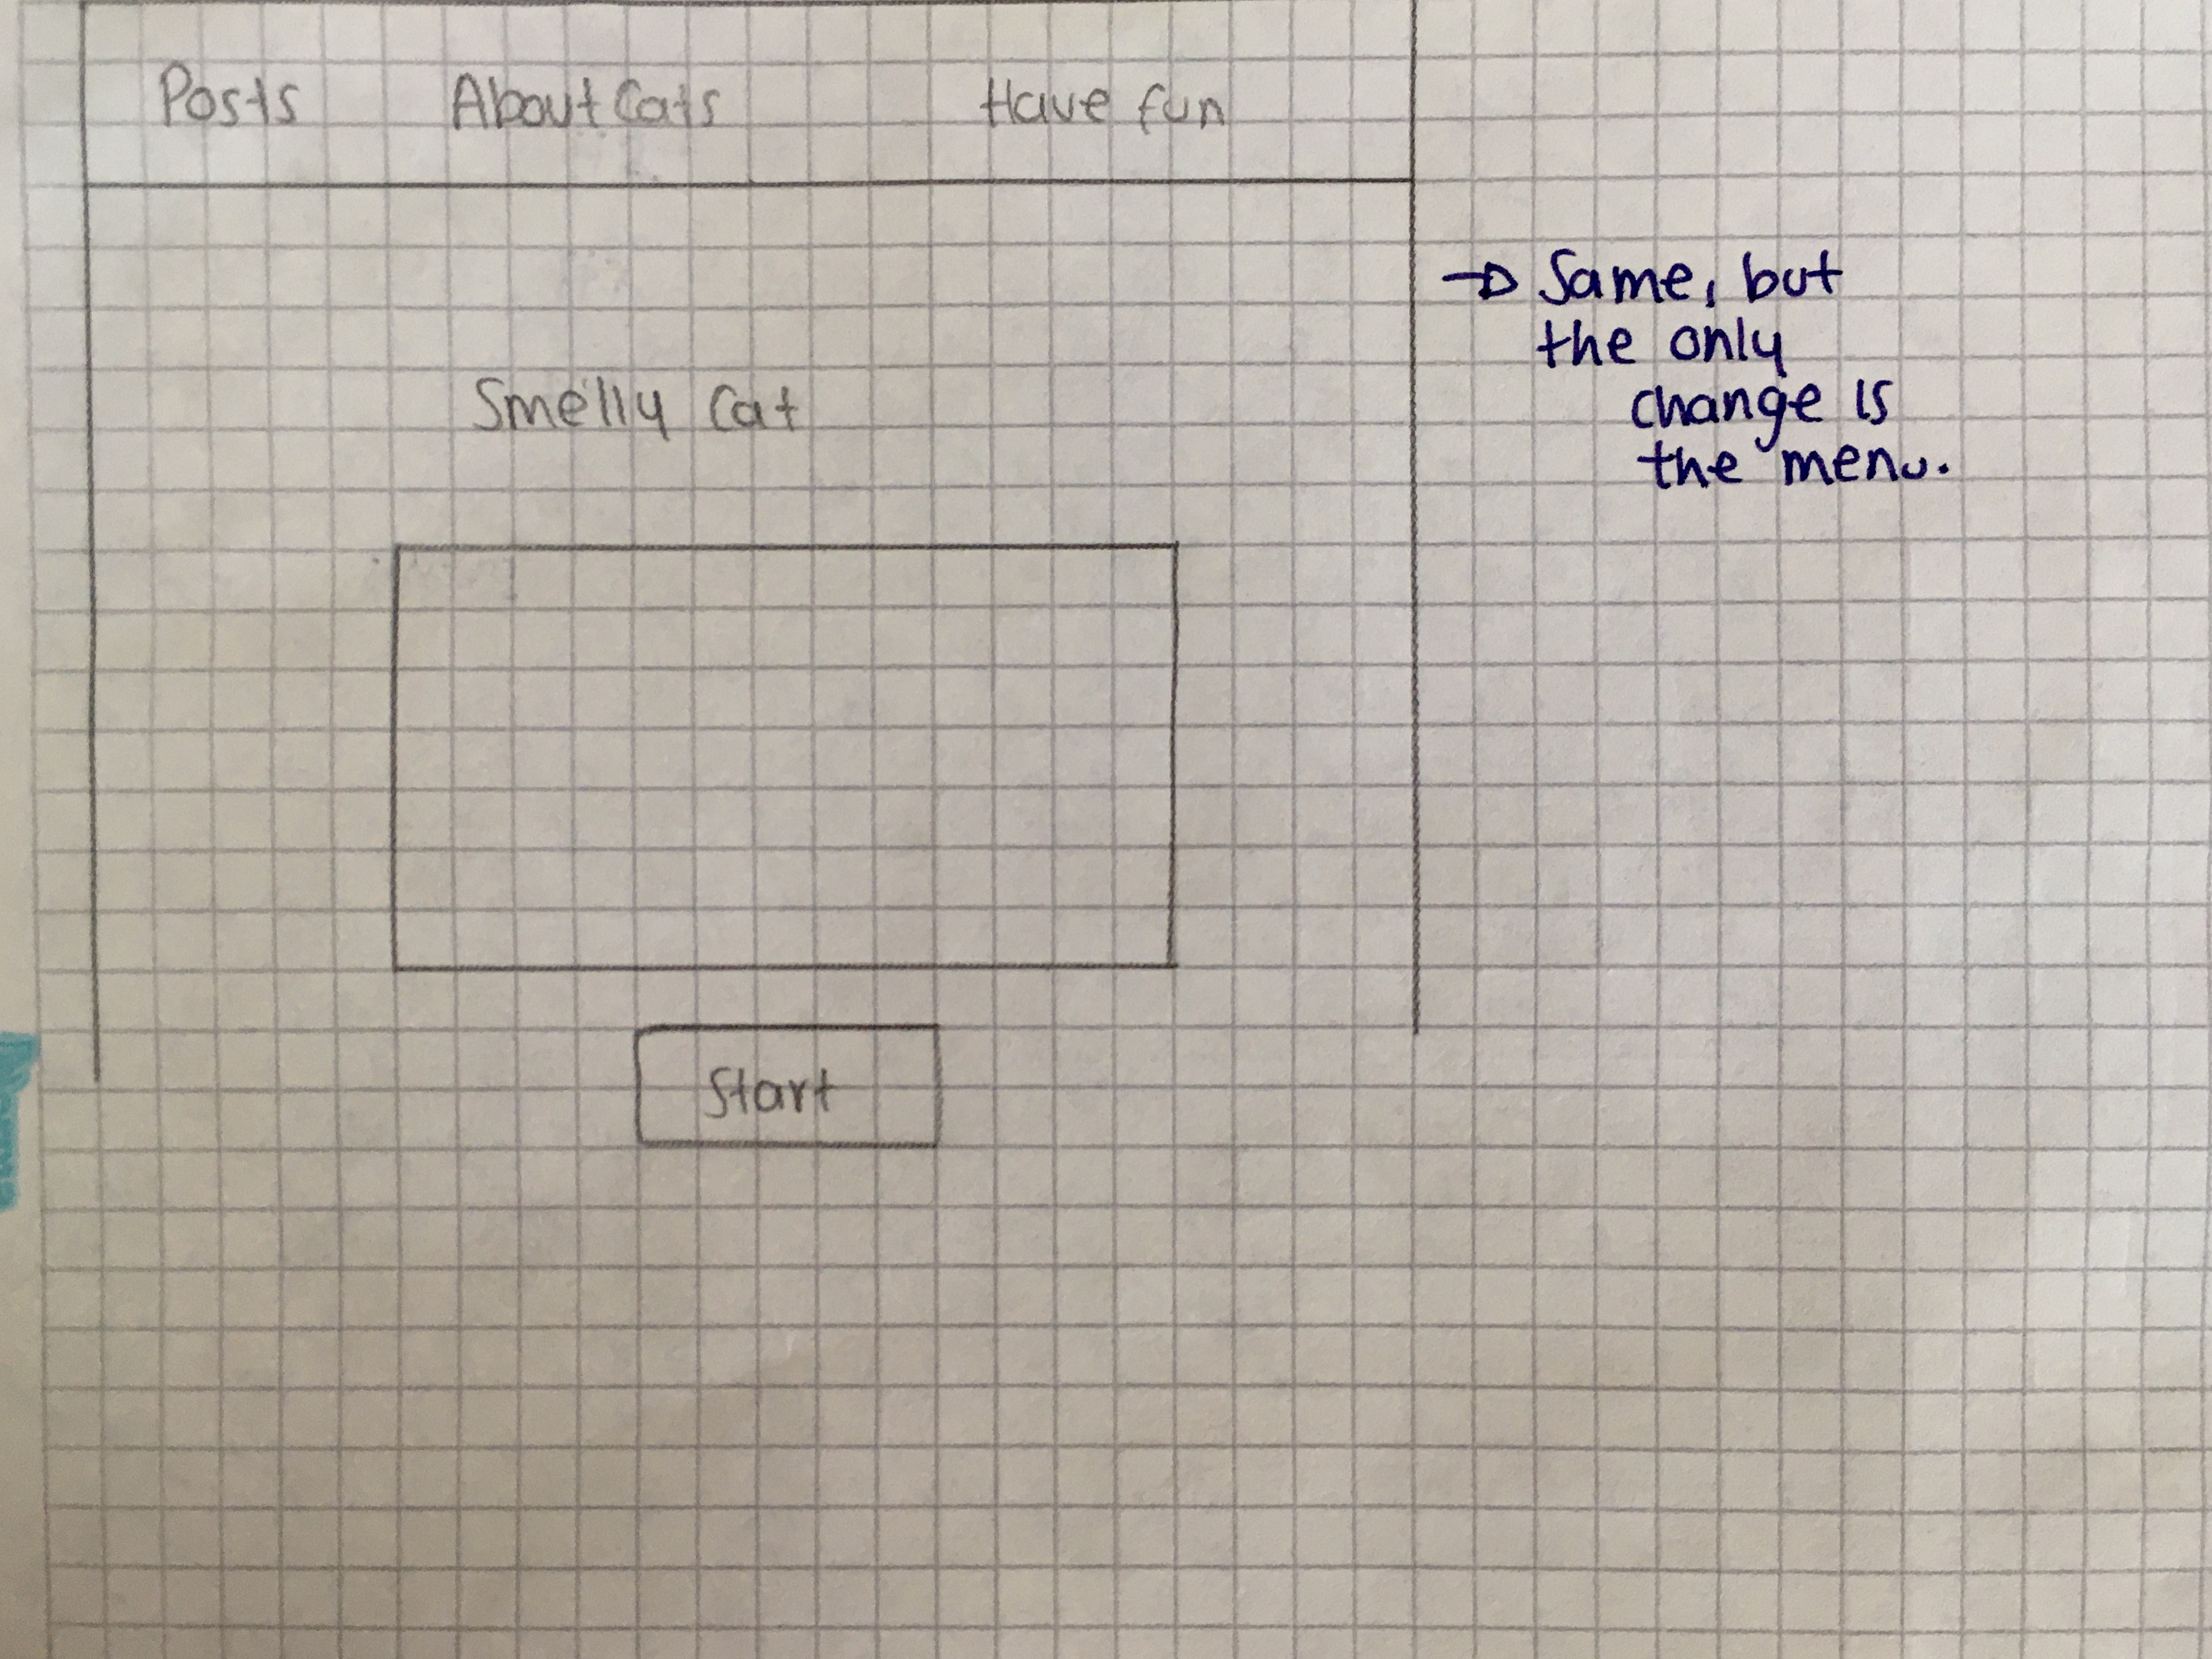 Posts About Cats Have fun
→ Same, but
the only
change is
the menu.
Smelly Cat
Start